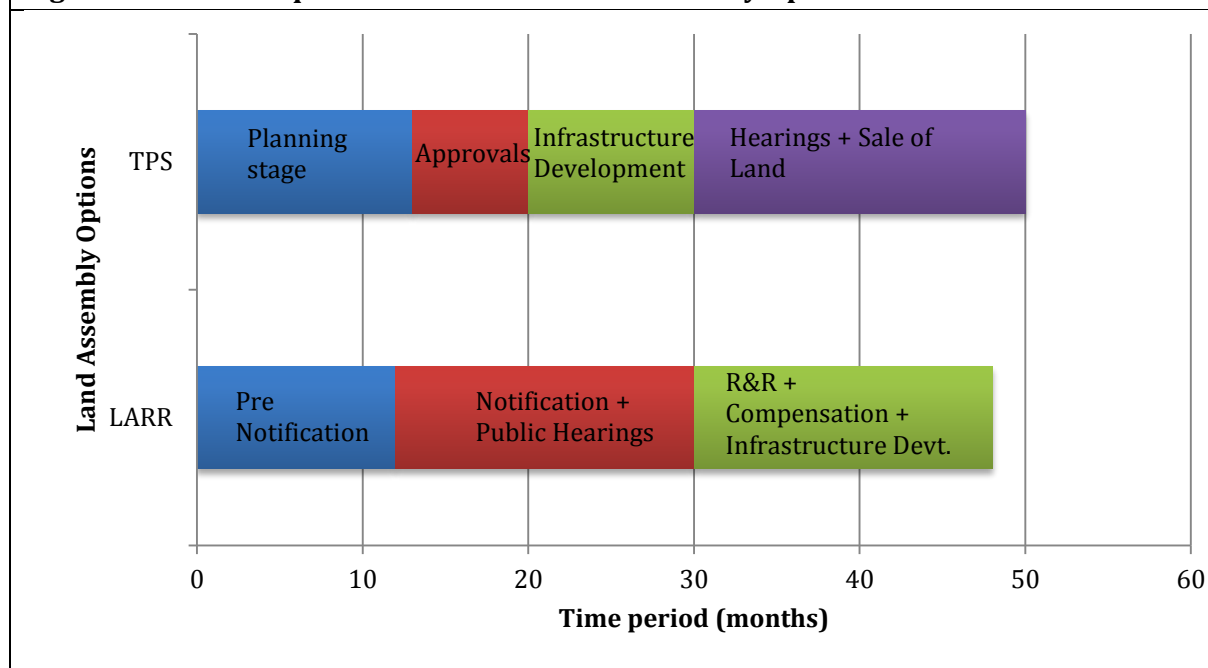 Land Assembly Options
TPS
Planning
stage
Approvals
Infrastructure
Development
Hearings + Sale of
Land
LARR
Pre
Notification
Notification +
Public Hearings
R&R +
Compensation +
Infrastructure Devt.
0 10 20 30 40 50 60
Time period (months)